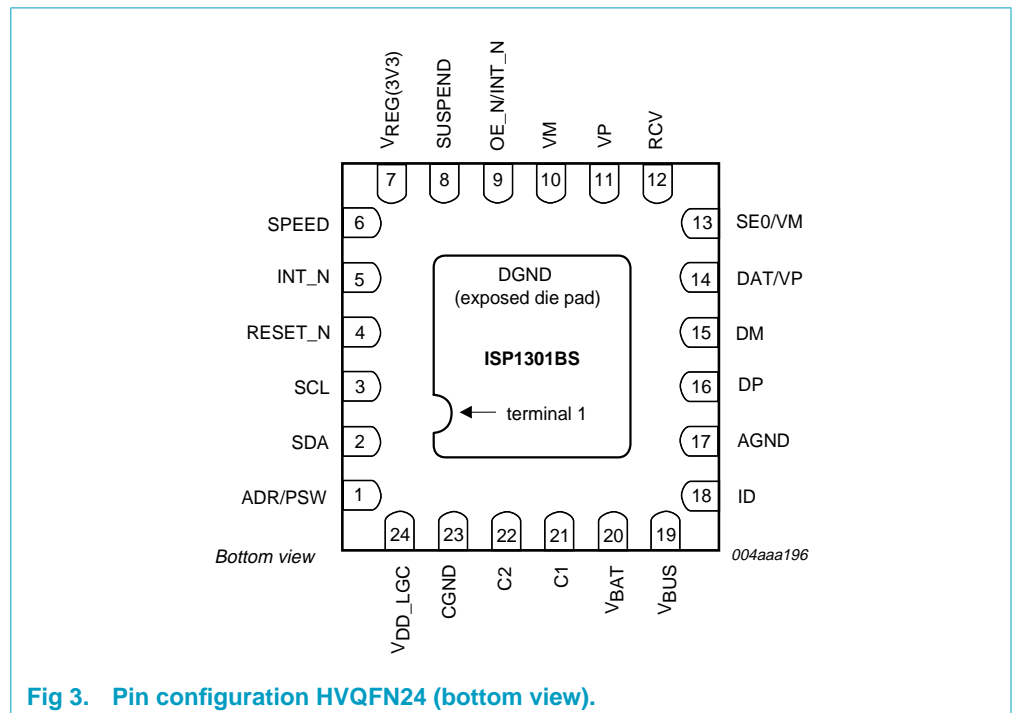 VREG(3V3)
SUSPEND
OE_N/INT_N
VM
VP
RCV
7
8
9
10
11
12
SPEED 6
13 SE0/VM
INT_N 5
14 DAT/VP
RESET_N 4
15 DM
SCL 3
16 DP
SDA 2
17 AGND
ADR/PSW 1
18 ID
DGND
(exposed die pad)
ISP1301BS
terminal 1
24
23
22
21
20
19
VDD_LGC
CGND
C2
C1
VBAT
VBUS
Bottom view
004aaa196
Fig 3. Pin configuration HVQFN24 (bottom view).